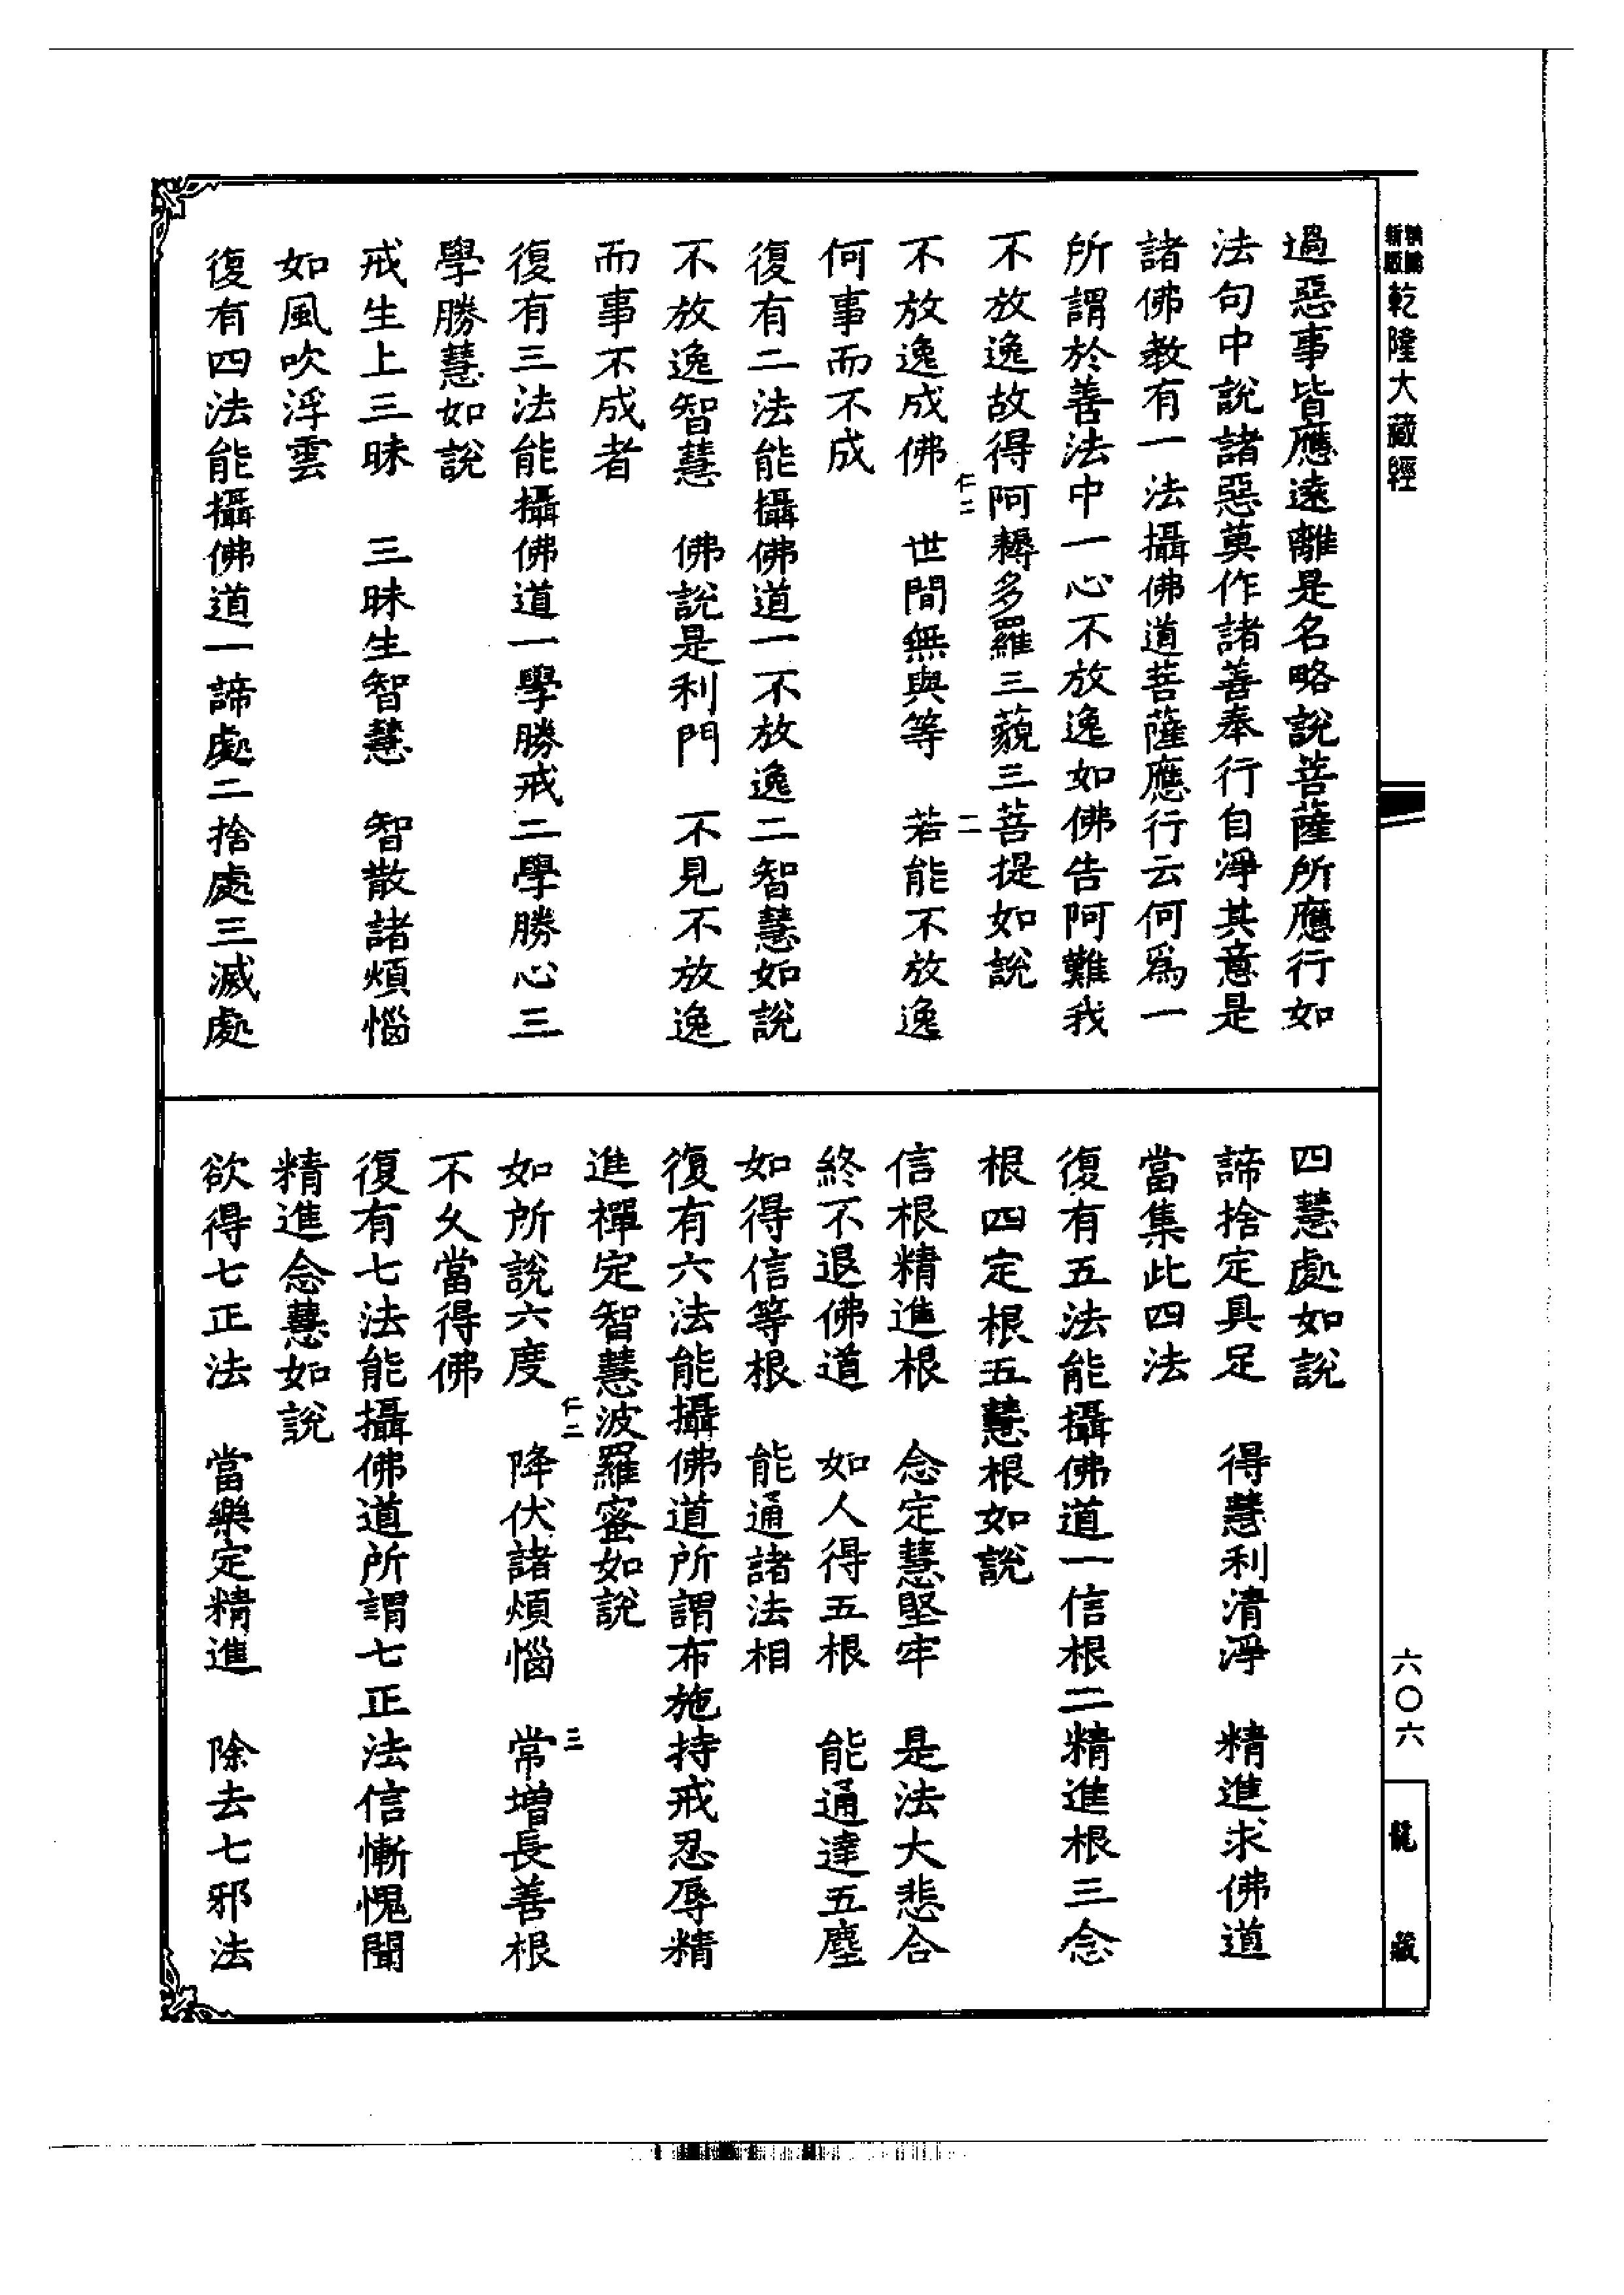 新版
乾隆大藏經
過惡事皆應遠離是名略說菩薩所應行如
法句中說諸惡莫作諸善奉行自淨其意是
諸佛教有一法攝佛道菩薩應行云何為一
所謂於善法中一心不放逸如佛告阿難我
不放逸故得阿耨多羅三藐三菩提如說
仁二 二
不放逸成佛　世間無與等　若能不放逸
何事而不成
復有二法能攝佛道一不放逸二智慧如說
不放逸智慧　佛說是利門　不見不放逸
而事不成者
復有三法能攝佛道一學勝戒二學勝心三
學勝慧如說
戒生上三昧　三昧生智慧　智散諸煩惱
如風吹浮雲
復有四法能攝佛道一諦處二捨處三滅處
四慧處如說
諦捨定具足　得慧利清淨　精進求佛道
當集此四法
復有五法能攝佛道一信根二精進根三念
根四定根五慧根如說
信根精進根　念定慧堅牢　是法大悲合
終不退佛道　如人得五根　能通達五塵
如得信等根　能通諸法相
復有六法能攝佛道所謂布施持戒忍辱精
進禪定智慧波羅蜜如說
仁二 三
如所說六度　降伏諸煩惱　常增長善根
不久當得佛
復有七法能攝佛道所謂七正法信慚愧聞
精進念慧如說
欲得七正法　當樂定精進　除去七邪法
六〇六
龍藏